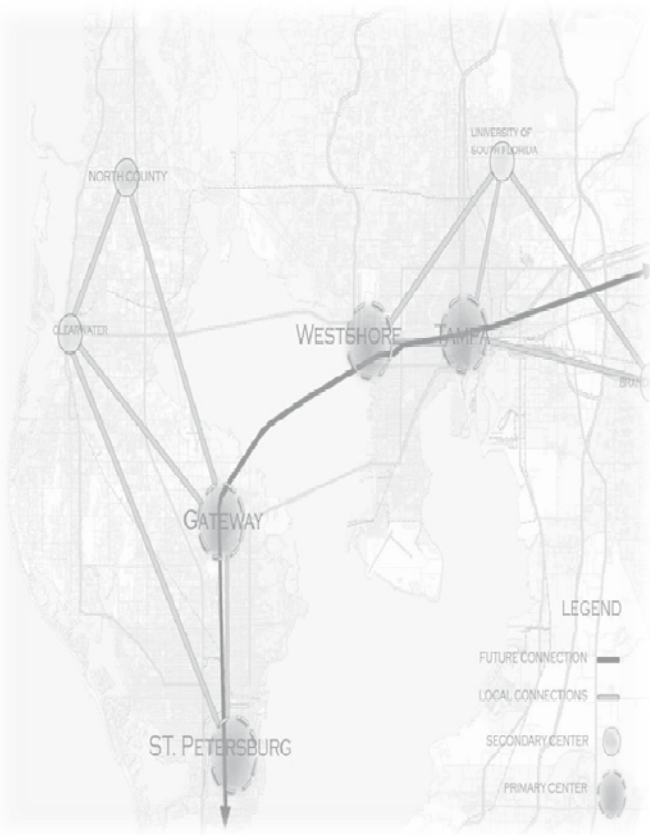 UNIVERSITY OF
SOUTH FLORIDA
NORTH COUNTY
CLEARWATER
WESTSHORE
TAMPA
BRAND
GATEWAY
LEGEND
FUTURE CONNECTION
LOCAL CONNECTIONS
SECONDARY CENTER
ST. PETERSBURG
PRIMARY CENTER